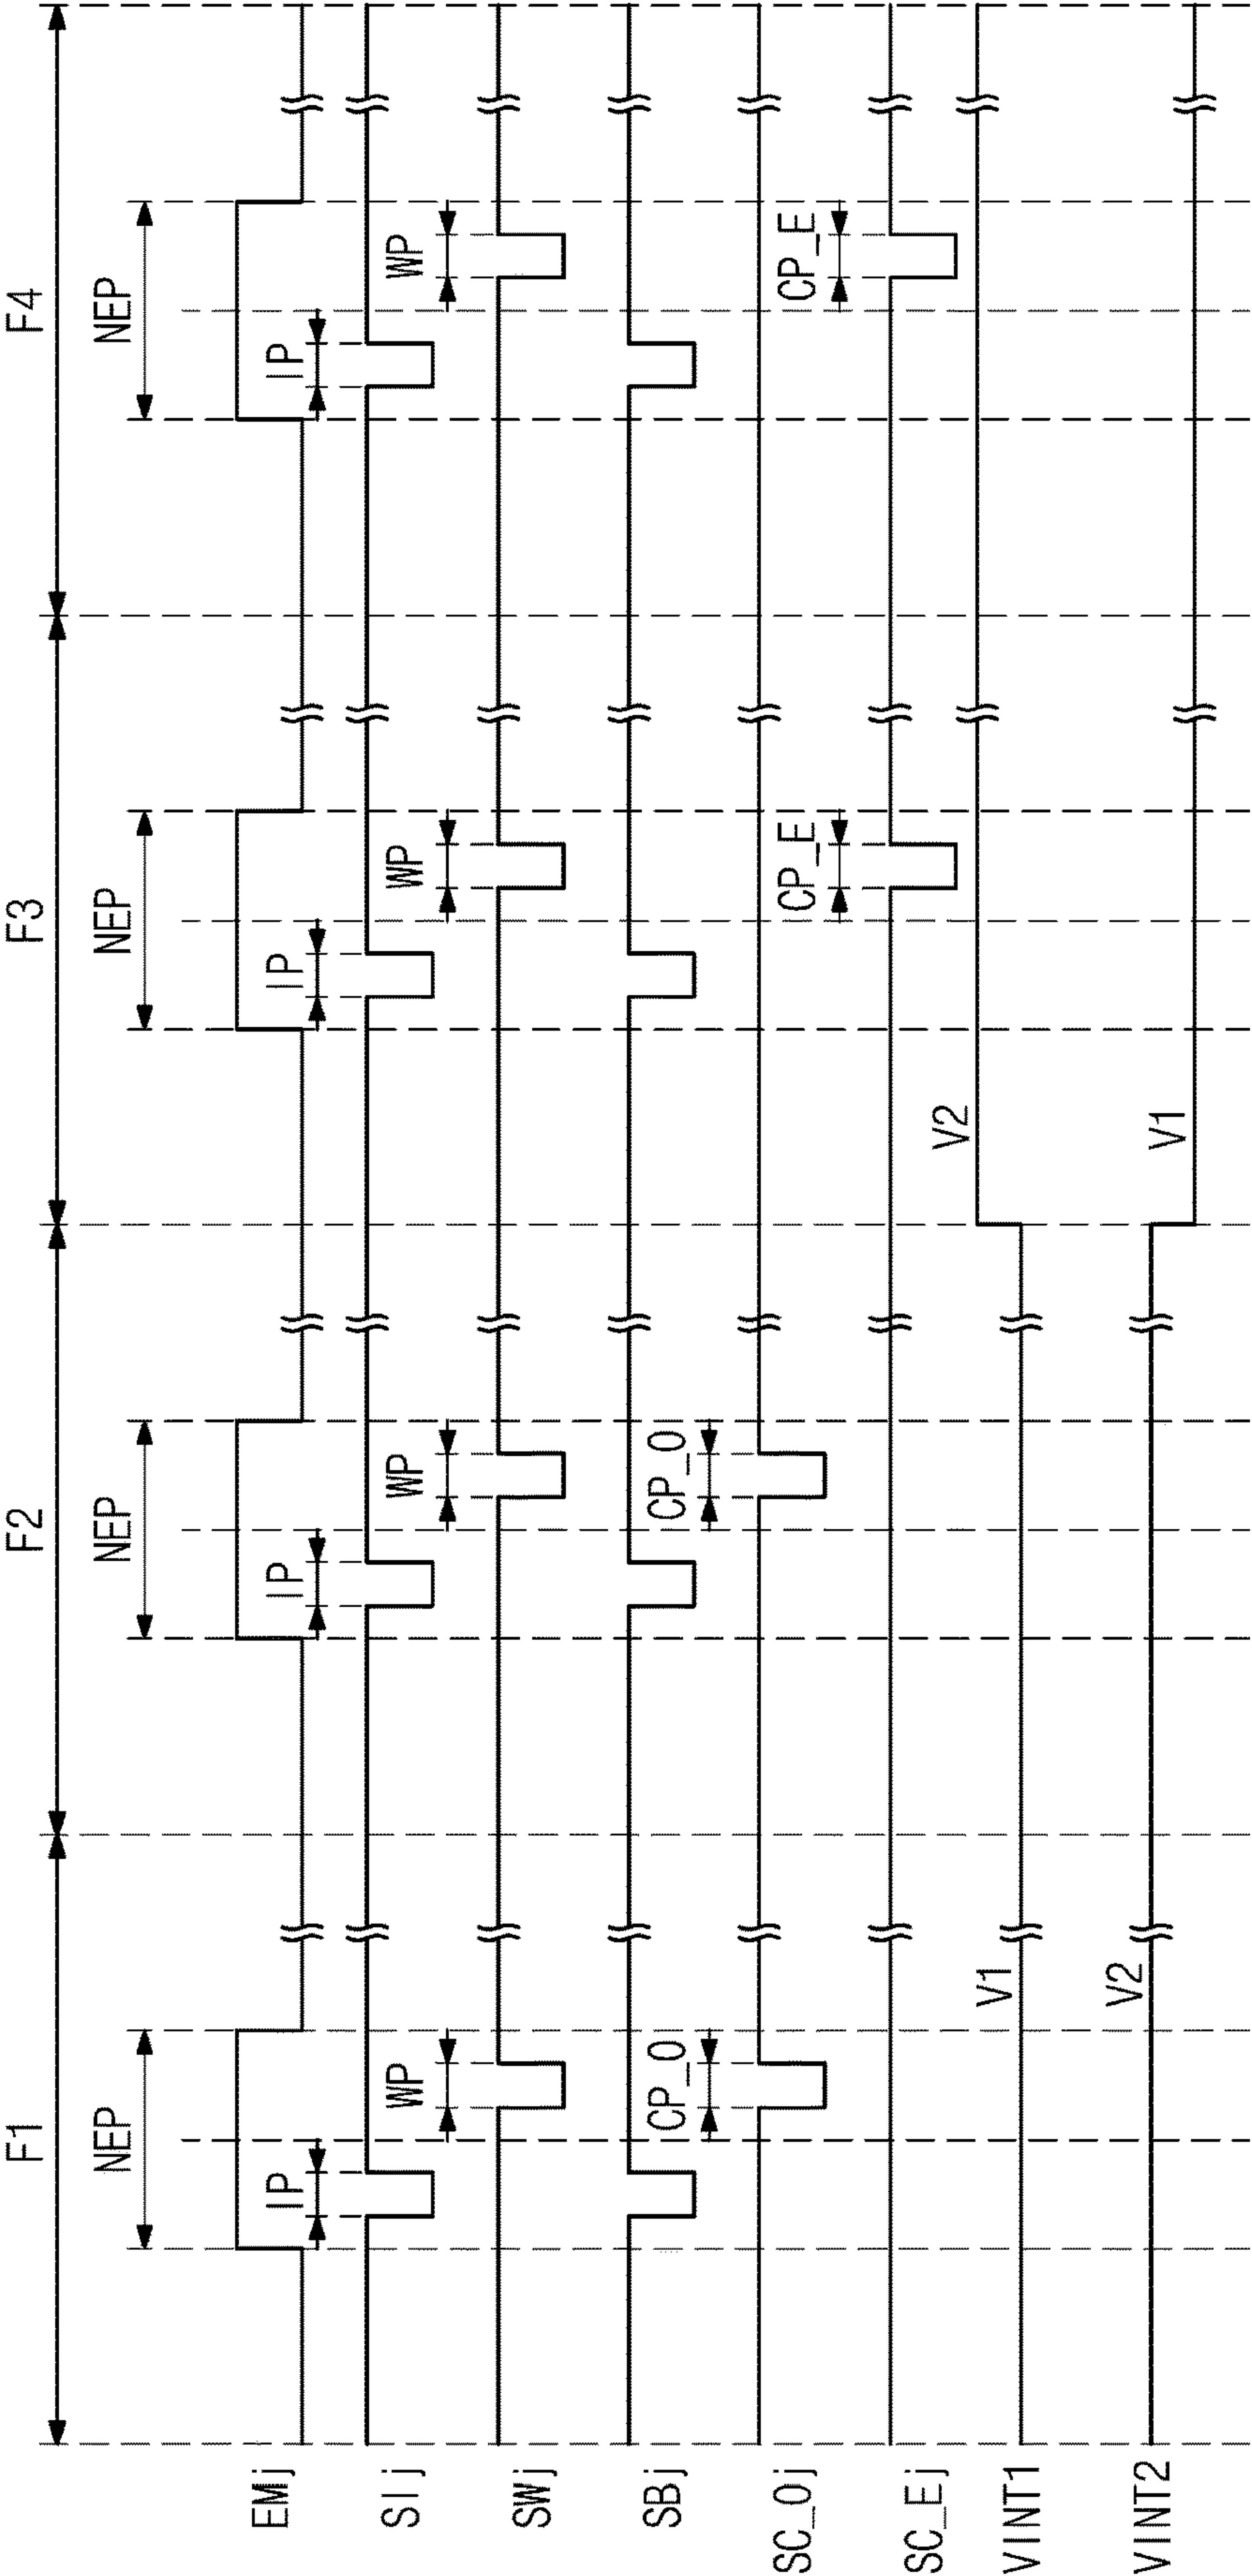 F1 F2 F3 F4
NEP NEP NEP NEP
EMj
IP IP IP IP
SIj
WP WP WP WP
SWj
SBj
CP_O CP_O
SC_Oj
CP_E CP_E
SC_Ej
V1 V2
VINT1
V2 V1
VINT2